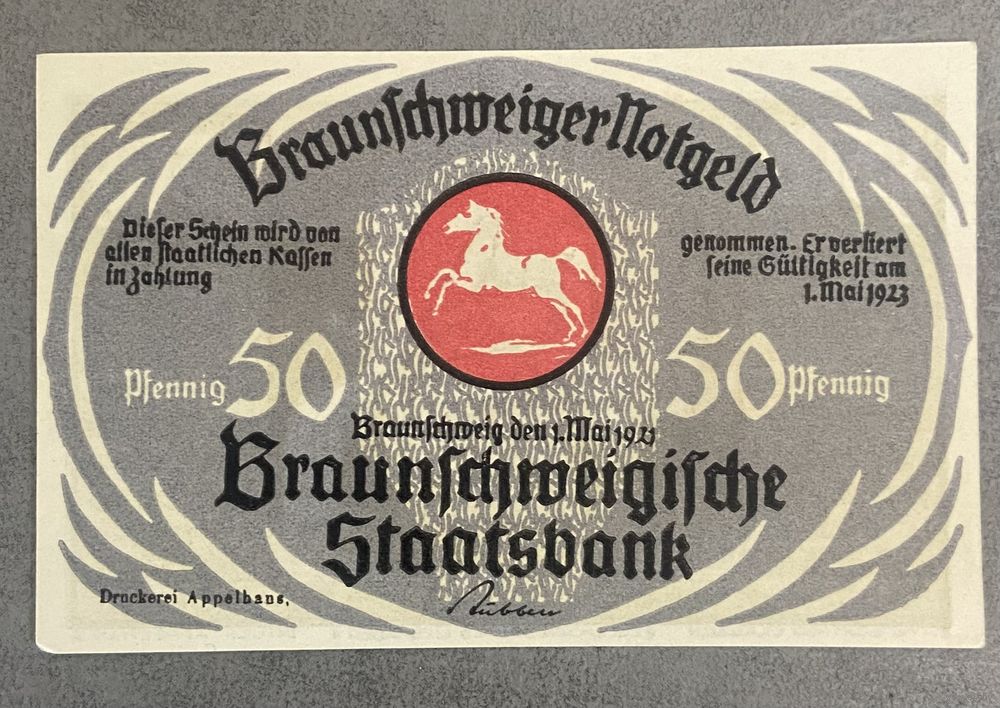 Braunschweiger Notgeld
Dieser Schein wird von
allen staatlichen Kassen
in Zahlung
genommen. Er verliert
seine Gültigkeit am
1. Mai 1923
Pfennig 50
50 Pfennig
Braunschweig den 1. Mai 1921
Braunschweigische
Staatsbank
Druckerei Appelhans,